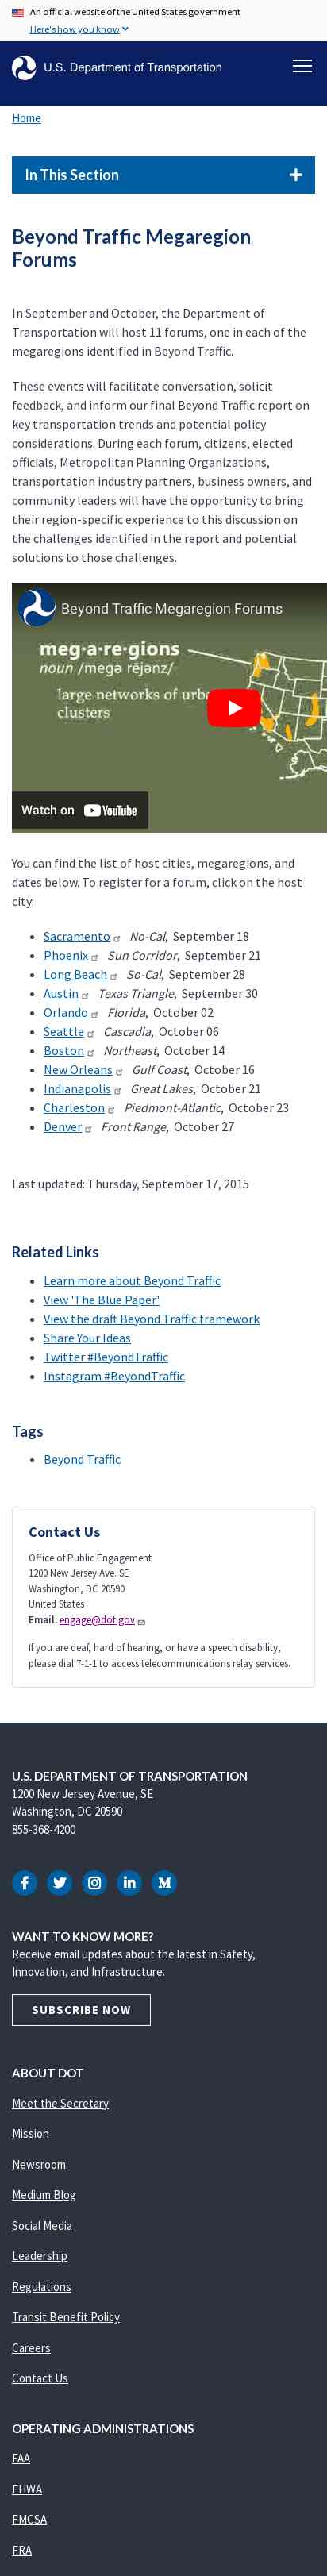 An official website of the United States government
Here's how you know
U.S. Department of Transportation
Home
In This Section
Beyond Traffic Megaregion
Forums
In September and October, the Department of
Transportation will host 11 forums, one in each of the
megaregions identified in Beyond Traffic.
These events will facilitate conversation, solicit
feedback, and inform our final Beyond Traffic report on
key transportation trends and potential policy
considerations. During each forum, citizens, elected
officials, Metropolitan Planning Organizations,
transportation industry partners, business owners, and
community leaders will have the opportunity to bring
their region-specific experience to this discussion on
the challenges identified in the report and potential
solutions to those challenges.
Beyond Traffic Megaregion Forums
meg•a•re•gions
noun /mega rējənz/
large networks of urba
clusters
Watch on YouTube
You can find the list of host cities, megaregions, and
dates below. To register for a forum, click on the host
city:
Sacramento No-Cal, September 18
Phoenix Sun Corridor, September 21
Long Beach So-Cal, September 28
Austin Texas Triangle, September 30
Orlando Florida, October 02
Seattle Cascadia, October 06
Boston Northeast, October 14
New Orleans Gulf Coast, October 16
Indianapolis Great Lakes, October 21
Charleston Piedmont-Atlantic, October 23
Denver Front Range, October 27
Last updated: Thursday, September 17, 2015
Related Links
Learn more about Beyond Traffic
View 'The Blue Paper'
View the draft Beyond Traffic framework
Share Your Ideas
Twitter #BeyondTraffic
Instagram #BeyondTraffic
Tags
Beyond Traffic
Contact Us
Office of Public Engagement
1200 New Jersey Ave. SE
Washington, DC 20590
United States
Email: engage@dot.gov
If you are deaf, hard of hearing, or have a speech disability,
please dial 7-1-1 to access telecommunications relay services.
U.S. DEPARTMENT OF TRANSPORTATION
1200 New Jersey Avenue, SE
Washington, DC 20590
855-368-4200
WANT TO KNOW MORE?
Receive email updates about the latest in Safety,
Innovation, and Infrastructure.
SUBSCRIBE NOW
ABOUT DOT
Meet the Secretary
Mission
Newsroom
Medium Blog
Social Media
Leadership
Regulations
Transit Benefit Policy
Careers
Contact Us
OPERATING ADMINISTRATIONS
FAA
FHWA
FMCSA
FRA